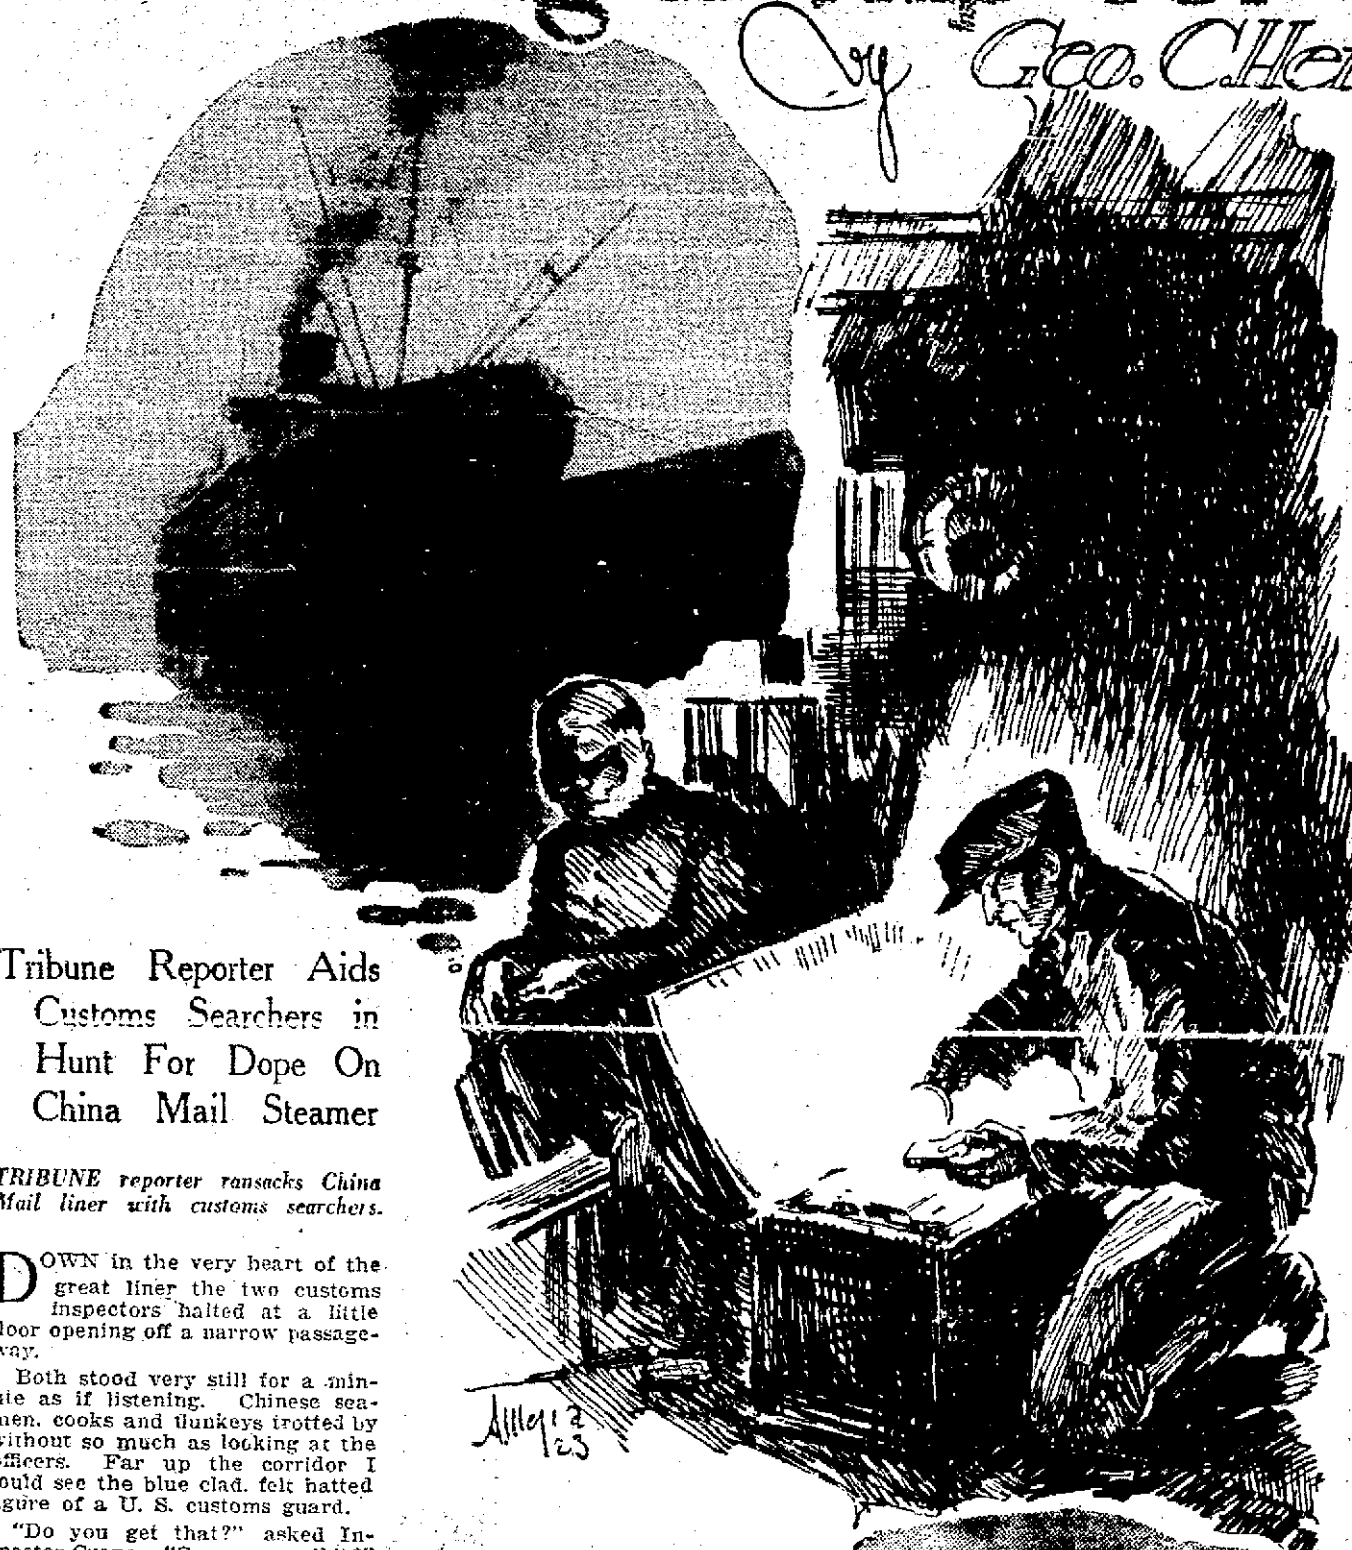 by Geo. C. He
Tribune Reporter Aids
Customs Searchers in
Hunt For Dope On
China Mail Steamer
TRIBUNE reporter ransacks China
Mail liner with customs searchers.
DOWN in the very heart of the
great liner the two customs
inspectors halted at a little
loor opening off a narrow passage-
way.
Both stood very still for a min-
ute as if listening. Chinese sea-
men, cooks and flunkeys trotted by
without so much as looking at the
officers. Far up the corridor I
ould see the blue clad, felt hatted
igure of a U. S. customs guard.
"Do you get that?" asked In-
23